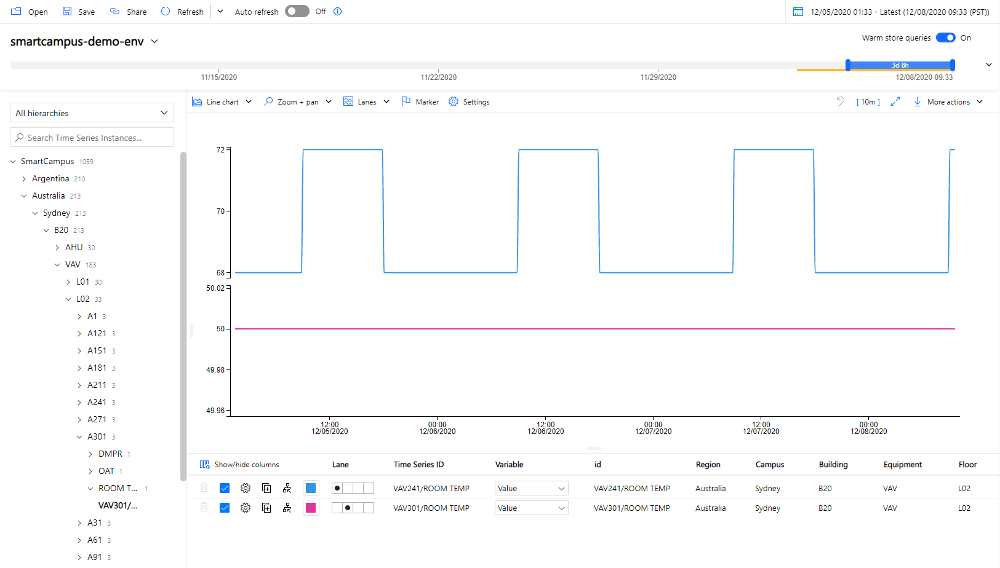 Open Save Share Refresh Auto refresh Off 12/05/2020 01:33 - Latest (12/08/2020 09:33 (PST))
smartcampus-demo-env
Warm store queries On
3d 8h
11/15/2020 11/22/2020 11/29/2020 12/08/2020 09:33
Line chart Zoom + pan Lanes Marker Settings [ 10m ] More actions
All hierarchies
Search Time Series Instances...
SmartCampus 1059
Argentina 210
Australia 213
Sydney 213
B20 213
AHU 30
VAV 183
L01 30
L02 33
A1 3
A121 3
A151 3
A181 3
A211 3
A241 3
A271 3
A301 3
DMPR 1
OAT 1
ROOM T... 1
VAV301/...
A31 3
A61 3
A91 3
72
70
68
50.02
50
49.98
49.96
12:00 00:00 12:00 00:00 12:00 00:00
12/05/2020 12/06/2020 12/06/2020 12/07/2020 12/07/2020 12/08/2020
Show/hide columns Lane Time Series ID Variable id Region Campus Building Equipment Floor
VAV241/ROOM TEMP Value VAV241/ROOM TEMP Australia Sydney B20 VAV L02
VAV301/ROOM TEMP Value VAV301/ROOM TEMP Australia Sydney B20 VAV L02